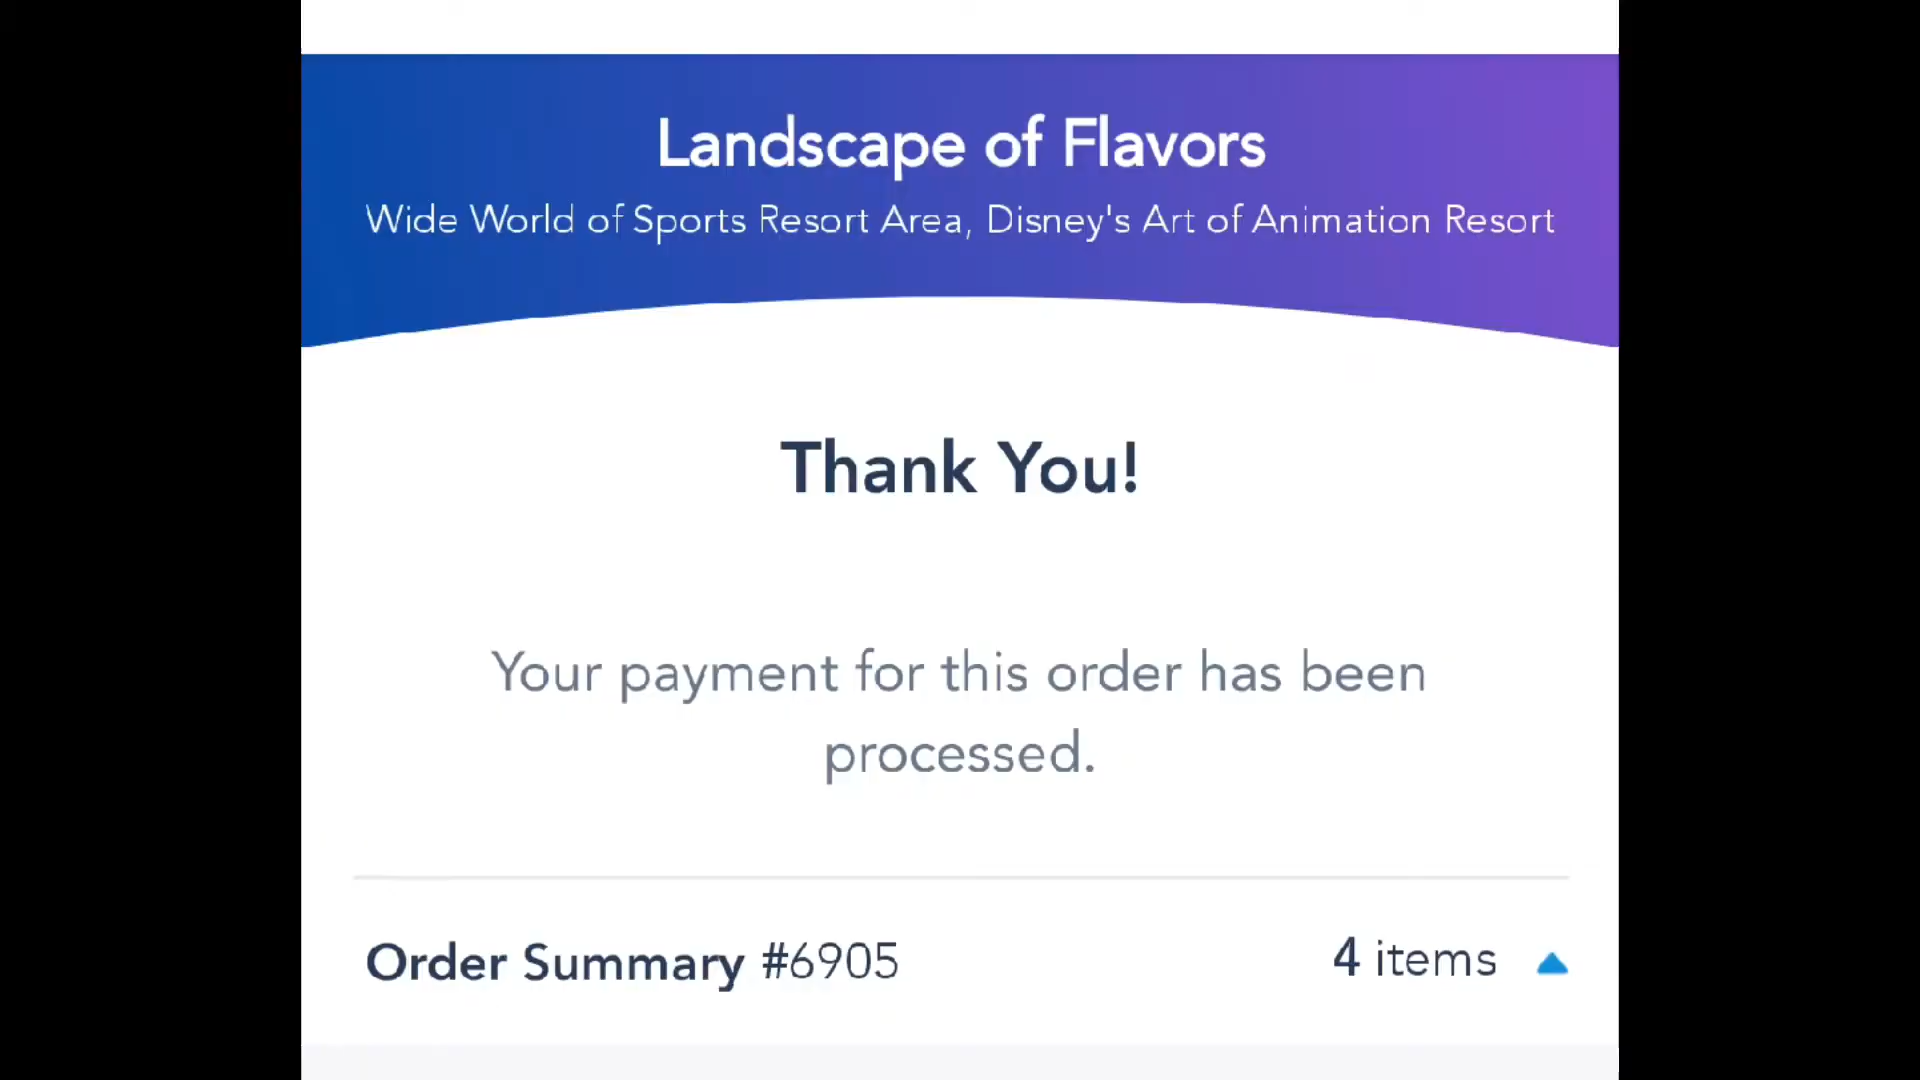 Landscape of Flavors
Wide World of Sports Resort Area, Disney's Art of Animation Resort
Thank You!
Your payment for this order has been
processed.
Order Summary #6905
4 items